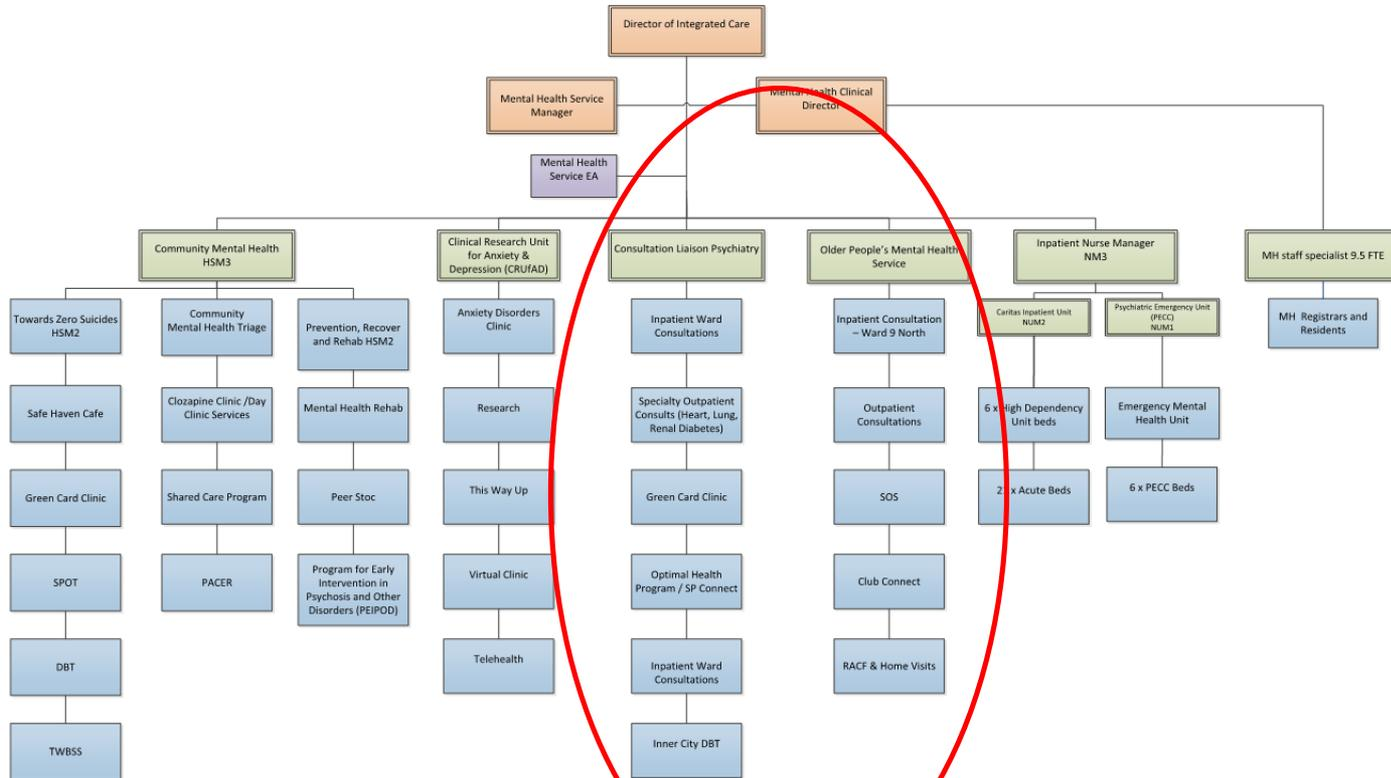 Director of Integrated Care
Mental Health Service
Manager
Mental Health Clinical
Director
Mental Health
Service EA
Community Mental Health
HSM3
Clinical Research Unit
for Anxiety &
Depression (CRUfAD)
Consultation Liaison Psychiatry
Older People's Mental Health
Service
Inpatient Nurse Manager
NM3
MH staff specialist 9.5 FTE
Towards Zero Suicides
HSM2
Community
Mental Health Triage
Prevention, Recover
and Rehab HSM2
Anxiety Disorders
Clinic
Inpatient Ward
Consultations
Inpatient Consultation
– Ward 9 North
Caritas Inpatient Unit
NUM2
Psychiatric Emergency Unit
(PECC)
NUM1
MH Registrars and
Residents
Safe Haven Cafe
Clozapine Clinic /Day
Clinic Services
Mental Health Rehab
Research
Specialty Outpatient
Consults (Heart, Lung,
Renal Diabetes)
Outpatient
Consultations
6 x High Dependency
Unit beds
Emergency Mental
Health Unit
Green Card Clinic
Shared Care Program
Peer Stoc
This Way Up
Green Card Clinic
SOS
x Acute Beds
6 x PECC Beds
SPOT
PACER
Program for Early
Intervention in
Psychosis and Other
Disorders (PEIPOD)
Virtual Clinic
Optimal Health
Program / SP Connect
Club Connect
DBT
Telehealth
Inpatient Ward
Consultations
RACF & Home Visits
TWBSS
Inner City DBT